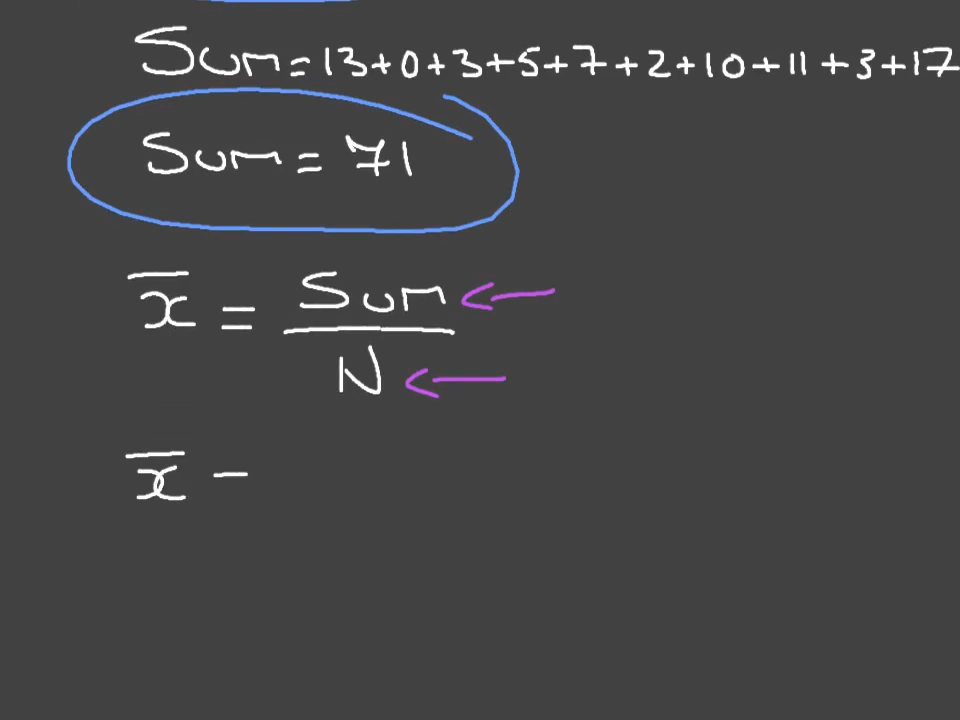 Sum=13+0+3+5+7+2+10+11+3+17
Sum=71
x̄ = Sum
N
x̄ -